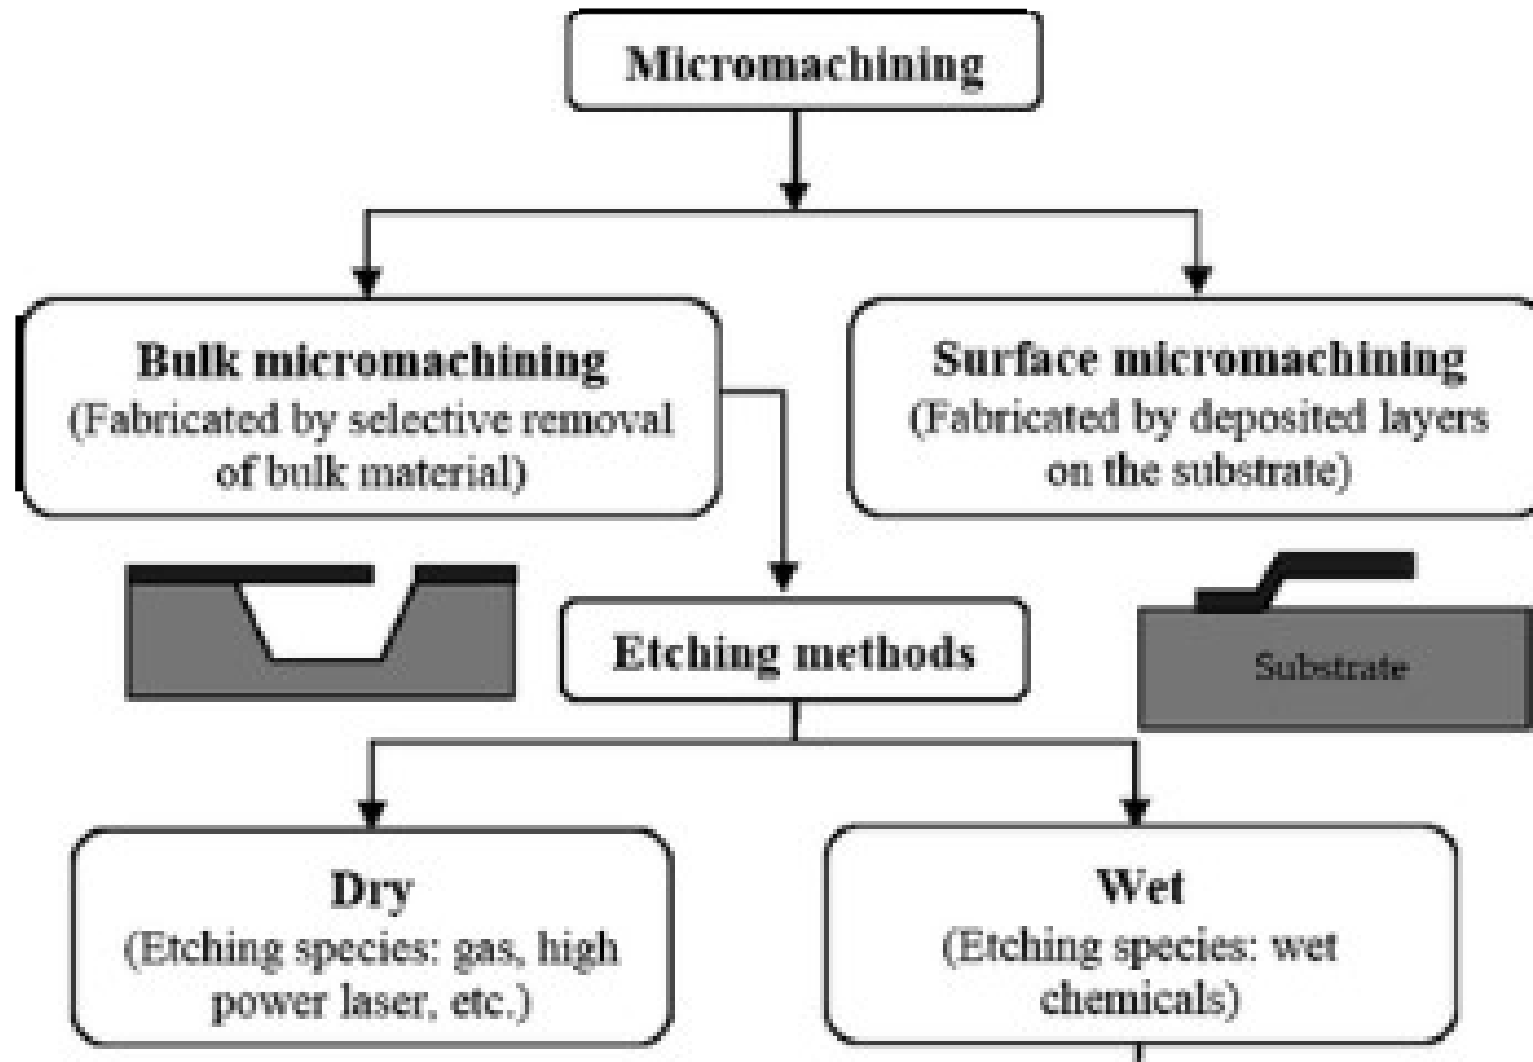 Micromachining
Bulk micromachining
(Fabricated by selective removal
of bulk material)
Surface micromachining
(Fabricated by deposited layers
on the substrate)
Etching methods
Substrate
Dry
(Etching species: gas, high
power laser, etc.)
Wet
(Etching species: wet
chemicals)